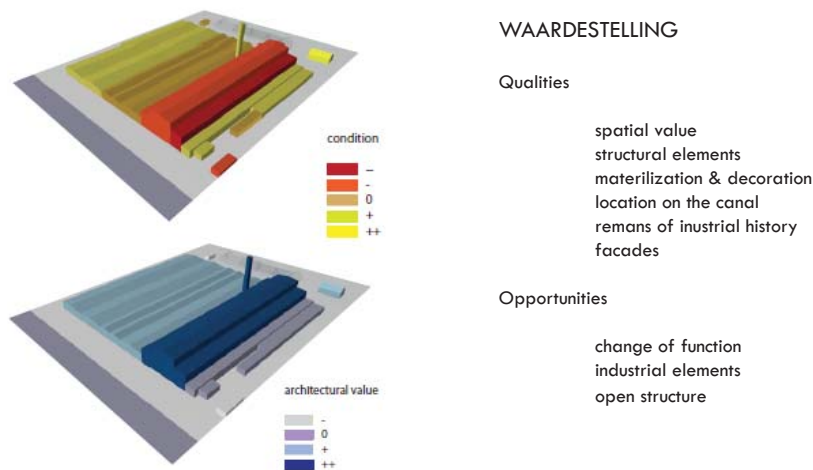 condition
--
-
0
+
++
architectural value
-
0
+
++
WAARDESTELLING
Qualities
spatial value
structural elements
materilization & decoration
location on the canal
remans of inustrial history
facades
Opportunities
change of function
industrial elements
open structure